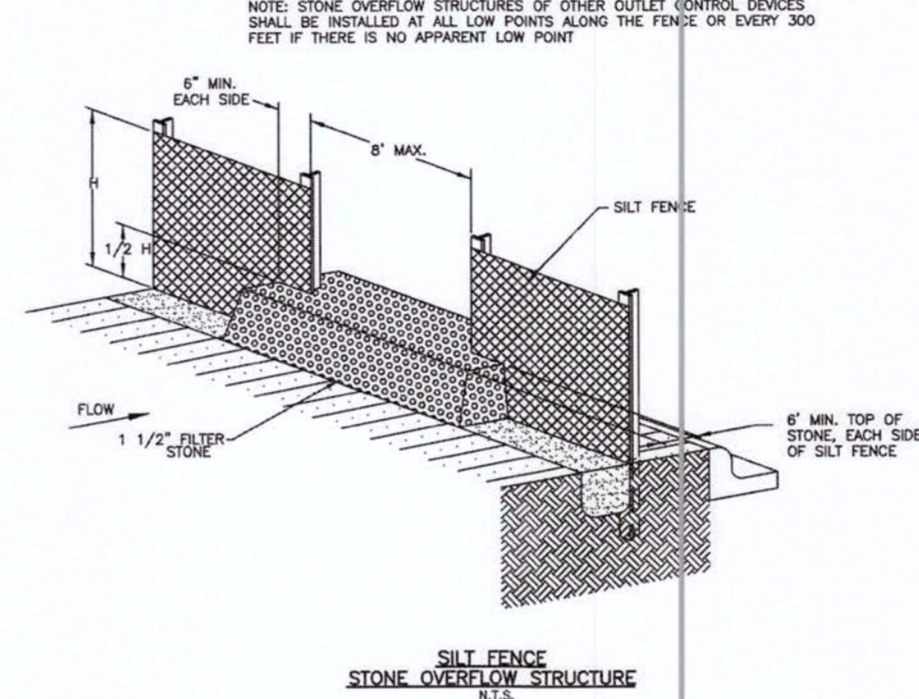 NOTE: STONE OVERFLOW STRUCTURES OF OTHER OUTLET CONTROL DEVICES
SHALL BE INSTALLED AT ALL LOW POINTS ALONG THE FENCE OR EVERY 300
FEET IF THERE IS NO APPARENT LOW POINT
6" MIN.
EACH SIDE
8' MAX.
H
SILT FENCE
1/2 H
FLOW
1 1/2" FILTER
STONE
6' MIN. TOP OF
STONE, EACH SIDE
OF SILT FENCE
SILT FENCE
STONE OVERFLOW STRUCTURE
N.T.S.